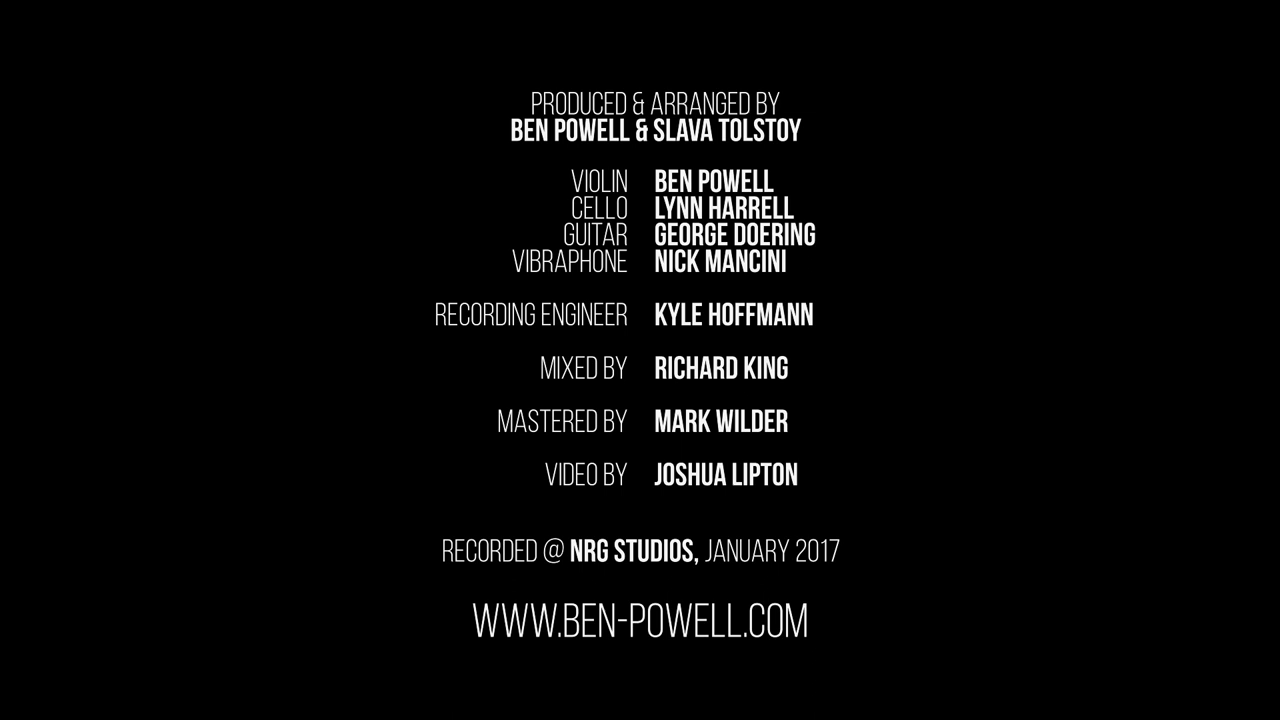 PRODUCED & ARRANGED BY
BEN POWELL & SLAVA TOLSTOY
VIOLIN BEN POWELL
CELLO LYNN HARRELL
GUITAR GEORGE DOERING
VIBRAPHONE NICK MANCINI
RECORDING ENGINEER KYLE HOFFMANN
MIXED BY RICHARD KING
MASTERED BY MARK WILDER
VIDEO BY JOSHUA LIPTON
RECORDED @ NRG STUDIOS, JANUARY 2017
WWW.BEN-POWELL.COM